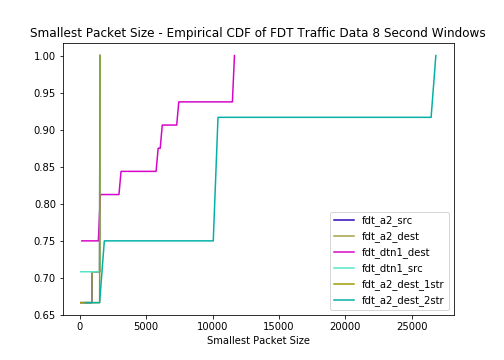 Smallest Packet Size - Empirical CDF of FDT Traffic Data 8 Second Windows
1.00
0.95
0.90
0.85
0.80
0.75
0.70
0.65
fdt_a2_src
fdt_a2_dest
fdt_dtn1_dest
fdt_dtn1_src
fdt_a2_dest_1str
fdt_a2_dest_2str
0 5000 10000 15000 20000 25000
Smallest Packet Size